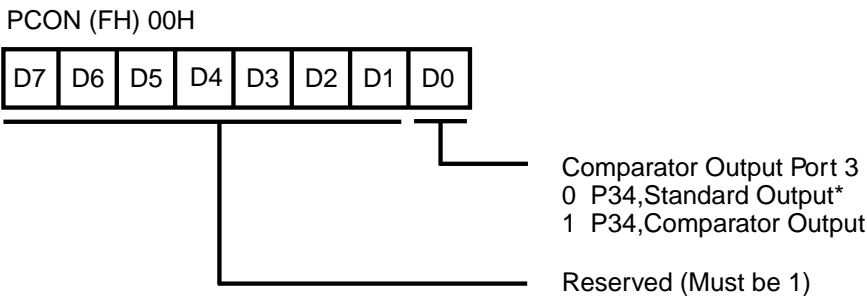 PCON (FH) 00H
D7 D6 D5 D4 D3 D2 D1 D0
Comparator Output Port 3
0 P34,Standard Output*
1 P34,Comparator Output
Reserved (Must be 1)